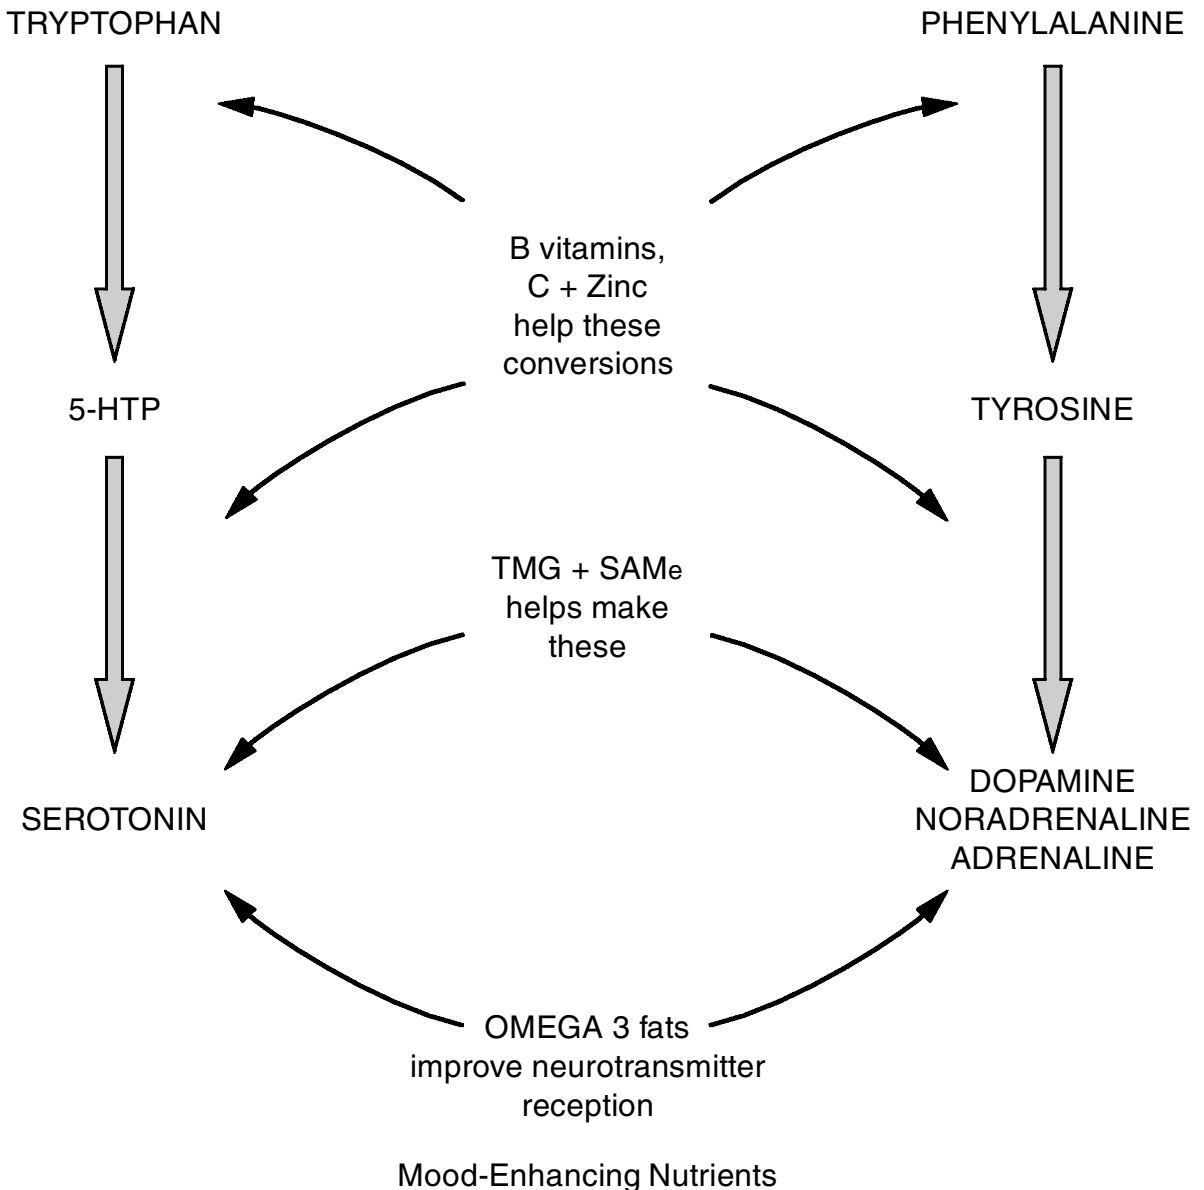 TRYPTOPHAN
PHENYLALANINE
B vitamins,
C + Zinc
help these
conversions
5-HTP
TYROSINE
TMG + SAMe
helps make
these
SEROTONIN
DOPAMINE
NORADRENALINE
ADRENALINE
OMEGA 3 fats
improve neurotransmitter
reception
Mood-Enhancing Nutrients